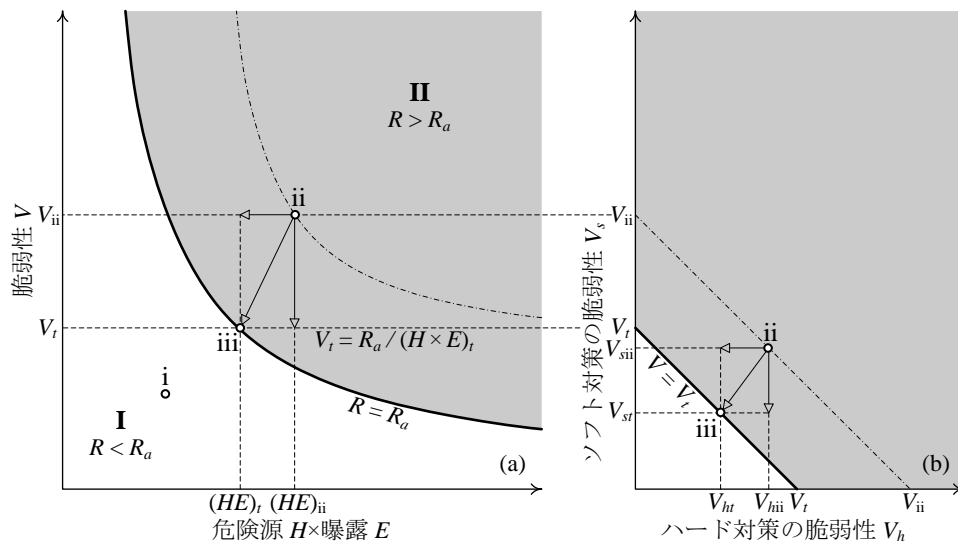 II
R > Rₐ
ii
Vᵢᵢ
脆弱性 V
Vₜ
iii
Vₜ = Rₐ / (H × E)ₜ
i
I
R < Rₐ
R = Rₐ
(a)
(HE)ₜ (HE)ᵢᵢ
危険源 H×曝露 E
Vᵢᵢ
ソフト対策の脆弱性 Vₛ
Vₜ
Vₛᵢᵢ
Vₛₜ
ii
V = Vₜ
iii
(b)
Vₕₜ Vₕᵢᵢ Vₜ Vᵢᵢ
ハード対策の脆弱性 Vₕ